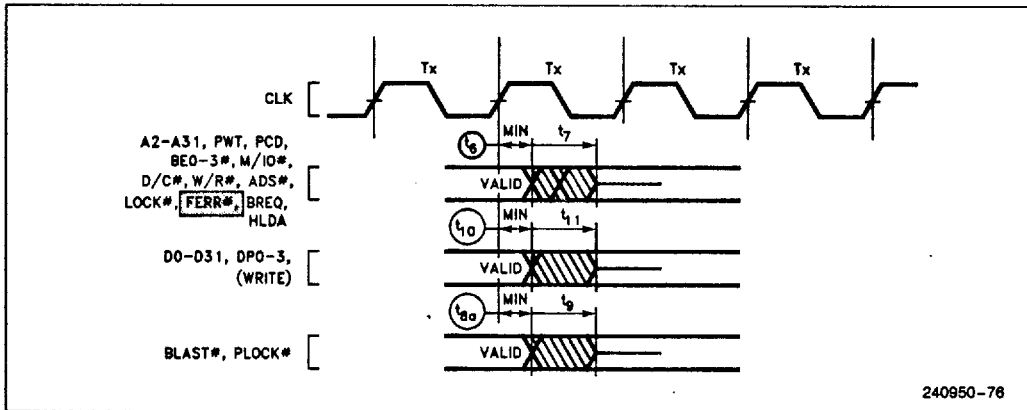 Tx Tx Tx Tx
CLK
MIN t7
t6
A2-A31, PWT, PCD,
BE0-3#, M/IO#,
D/C#, W/R#, ADS#,
LOCK#, FERR#, BREQ,
HLDA
VALID
MIN t11
t10
D0-D31, DP0-3,
(WRITE)
VALID
MIN t9
t8a
BLAST#, PLOCK#
VALID
240950-76